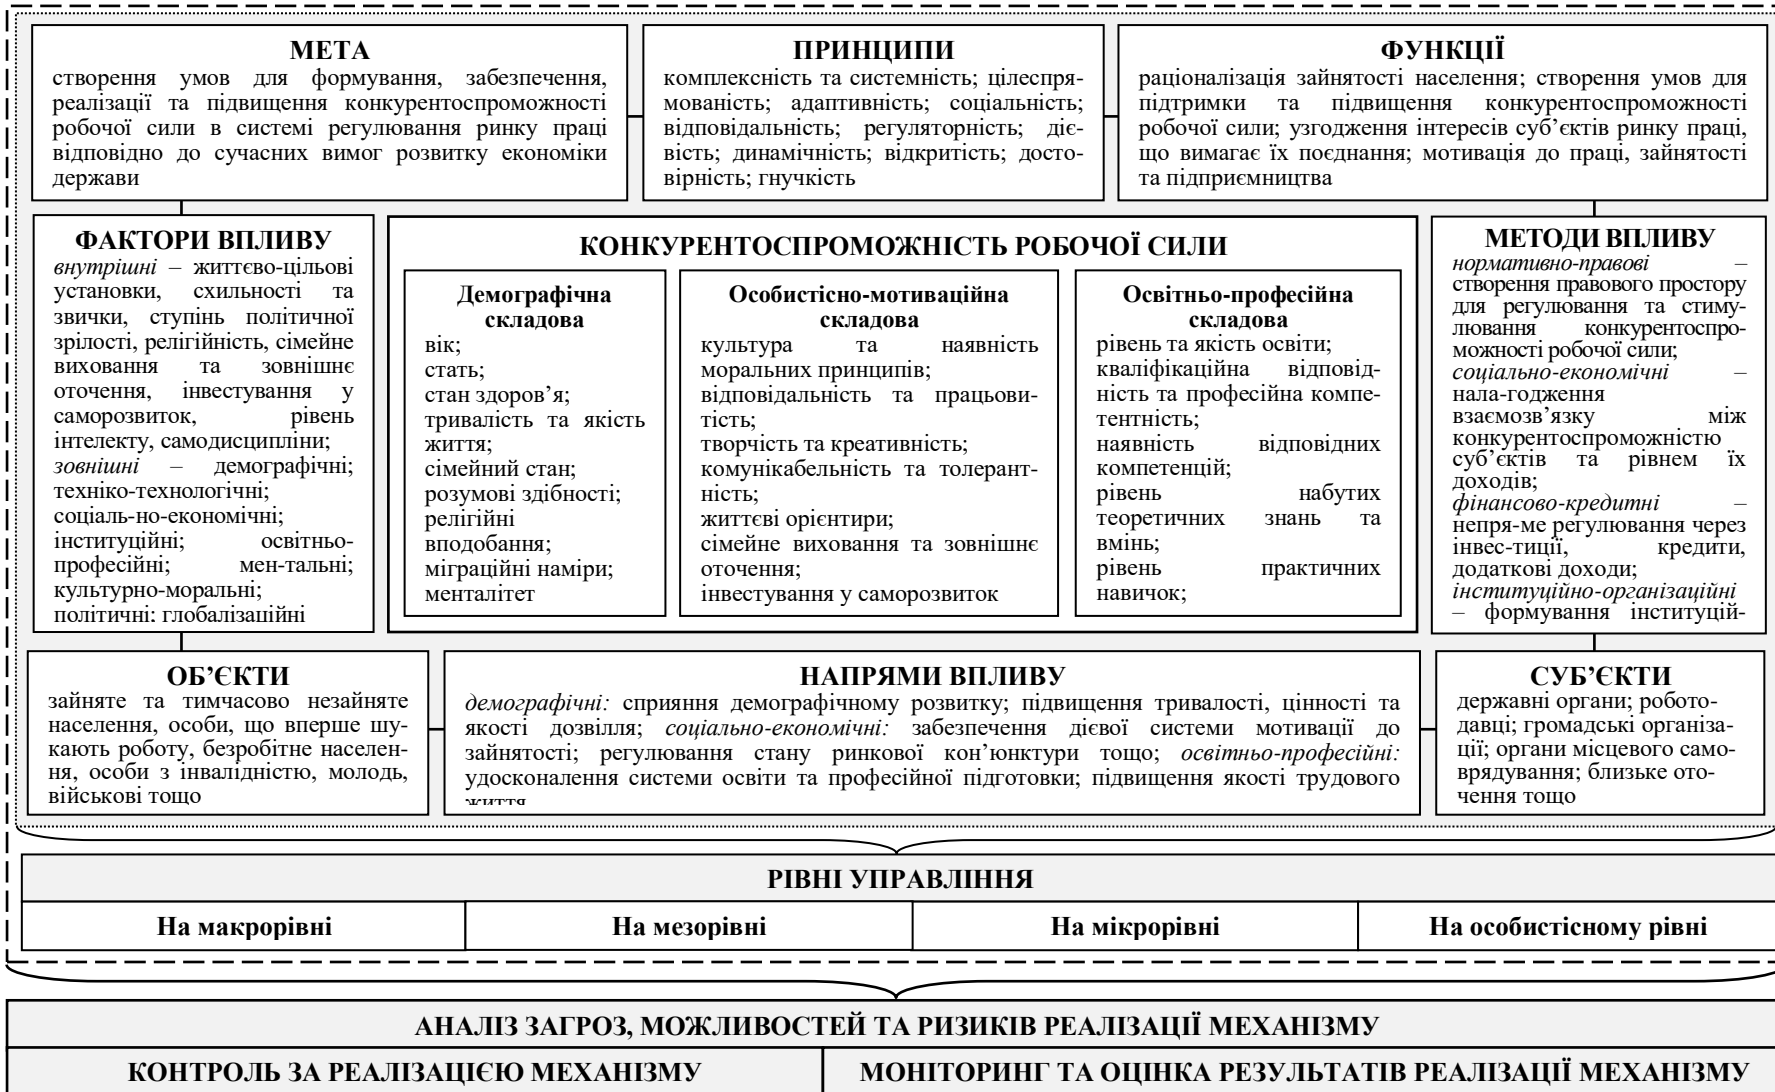 МЕТА
створення умов для формування, забезпечення,
реалізації та підвищення конкурентоспроможності
робочої сили в системі регулювання ринку праці
відповідно до сучасних вимог розвитку економіки
держави
ПРИНЦИПИ
комплексність та системність; цілеспря-
мованість; адаптивність; соціальність;
відповідальність; регуляторність; діє-
вість; динамічність; відкритість; досто-
вірність; гнучкість
ФУНКЦІЇ
раціоналізація зайнятості населення; створення умов для
підтримки та підвищення конкурентоспроможності
робочої сили; узгодження інтересів суб’єктів ринку праці,
що вимагає їх поєднання; мотивація до праці, зайнятості
та підприємництва
ФАКТОРИ ВПЛИВУ
внутрішні – життєво-цільові
установки, схильності та
звички, ступінь політичної
зрілості, релігійність, сімейне
виховання та зовнішнє
оточення, інвестування у
саморозвиток, рівень
інтелекту, самодисципліни;
зовнішні – демографічні;
техніко-технологічні;
соціаль-но-економічні;
інституційні; освітньо-
професійні; мен-тальні;
культурно-моральні;
політичні; глобалізаційні
КОНКУРЕНТОСПРОМОЖНІСТЬ РОБОЧОЇ СИЛИ
Демографічна
складова
вік;
стать;
стан здоров’я;
тривалість та якість
життя;
сімейний стан;
розумові здібності;
релігійні
вподобання;
міграційні наміри;
менталітет
Особистісно-мотиваційна
складова
культура та наявність
моральних принципів;
відповідальність та працьови-
тість;
творчість та креативність;
комунікабельність та толерант-
ність;
життєві орієнтири;
сімейне виховання та зовнішнє
оточення;
інвестування у саморозвиток
Освітньо-професійна
складова
рівень та якість освіти;
кваліфікаційна відповід-
ність та професійна компе-
тентність;
наявність відповідних
компетенцій;
рівень набутих
теоретичних знань та
вмінь;
рівень практичних
навичок;
МЕТОДИ ВПЛИВУ
нормативно-правові –
створення правового простору
для регулювання та стиму-
лювання конкурентоспро-
можності робочої сили;
соціально-економічні –
нала-годження
взаємозв’язку між
конкурентоспроможністю
суб’єктів та рівнем їх
доходів;
фінансово-кредитні –
непря-ме регулювання через
інвес-тиції, кредити,
додаткові доходи;
інституційно-організаційні
– формування інституцій-
ОБ’ЄКТИ
зайняте та тимчасово незайняте
населення, особи, що вперше шу-
кають роботу, безробітне населен-
ня, особи з інвалідністю, молодь,
військові тощо
НАПРЯМИ ВПЛИВУ
демографічні: сприяння демографічному розвитку; підвищення тривалості, цінності та
якості дозвілля; соціально-економічні: забезпечення дієвої системи мотивації до
зайнятості; регулювання стану ринкової кон’юнктури тощо; освітньо-професійні:
удосконалення системи освіти та професійної підготовки; підвищення якості трудового
життя
СУБ’ЄКТИ
державні органи; робото-
давці; громадські організа-
ції; органи місцевого само-
врядування; близьке ото-
чення тощо
РІВНІ УПРАВЛІННЯ
На макрорівні
На мезорівні
На мікрорівні
На особистісному рівні
АНАЛІЗ ЗАГРОЗ, МОЖЛИВОСТЕЙ ТА РИЗИКІВ РЕАЛІЗАЦІЇ МЕХАНІЗМУ
КОНТРОЛЬ ЗА РЕАЛІЗАЦІЄЮ МЕХАНІЗМУ
МОНІТОРИНГ ТА ОЦІНКА РЕЗУЛЬТАТІВ РЕАЛІЗАЦІЇ МЕХАНІЗМУ